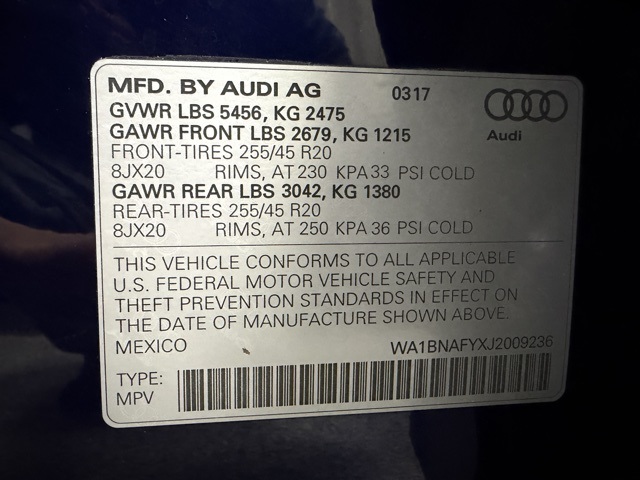 MFD. BY AUDI AG 0317
GVWR LBS 5456, KG 2475
GAWR FRONT LBS 2679, KG 1215
Audi
FRONT-TIRES 255/45 R20
8JX20 RIMS, AT 230 KPA 33 PSI COLD
GAWR REAR LBS 3042, KG 1380
REAR-TIRES 255/45 R20
8JX20 RIMS, AT 250 KPA 36 PSI COLD
THIS VEHICLE CONFORMS TO ALL APPLICABLE
U.S. FEDERAL MOTOR VEHICLE SAFETY AND
THEFT PREVENTION STANDARDS IN EFFECT ON
THE DATE OF MANUFACTURE SHOWN ABOVE.
MEXICO WA1BNAFYXJ2009236
TYPE:
MPV